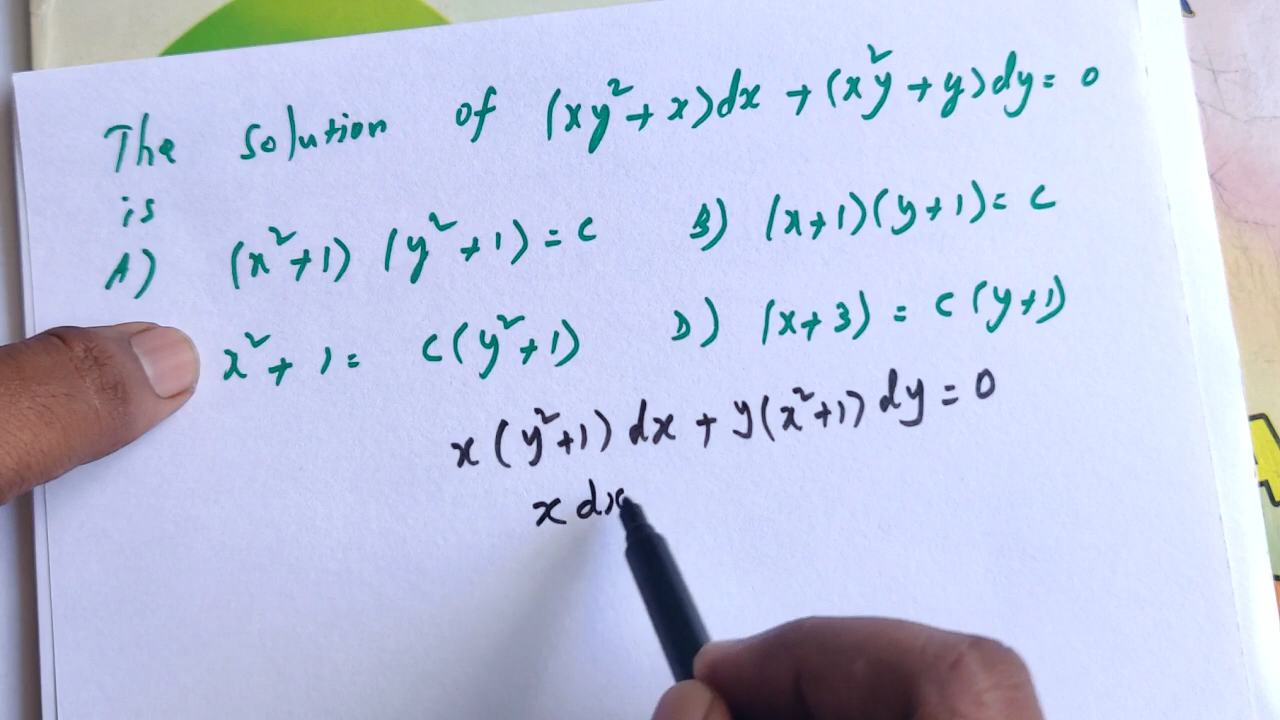 The solution of (xy²+x)dx + (x²y+y)dy = 0
is
A) (x²+1) (y²+1) = c B) (x+1)(y+1) = c
x²+1 = c(y²+1) D) (x+3) = c(y+1)
x(y²+1) dx + y(x²+1) dy = 0
x dx